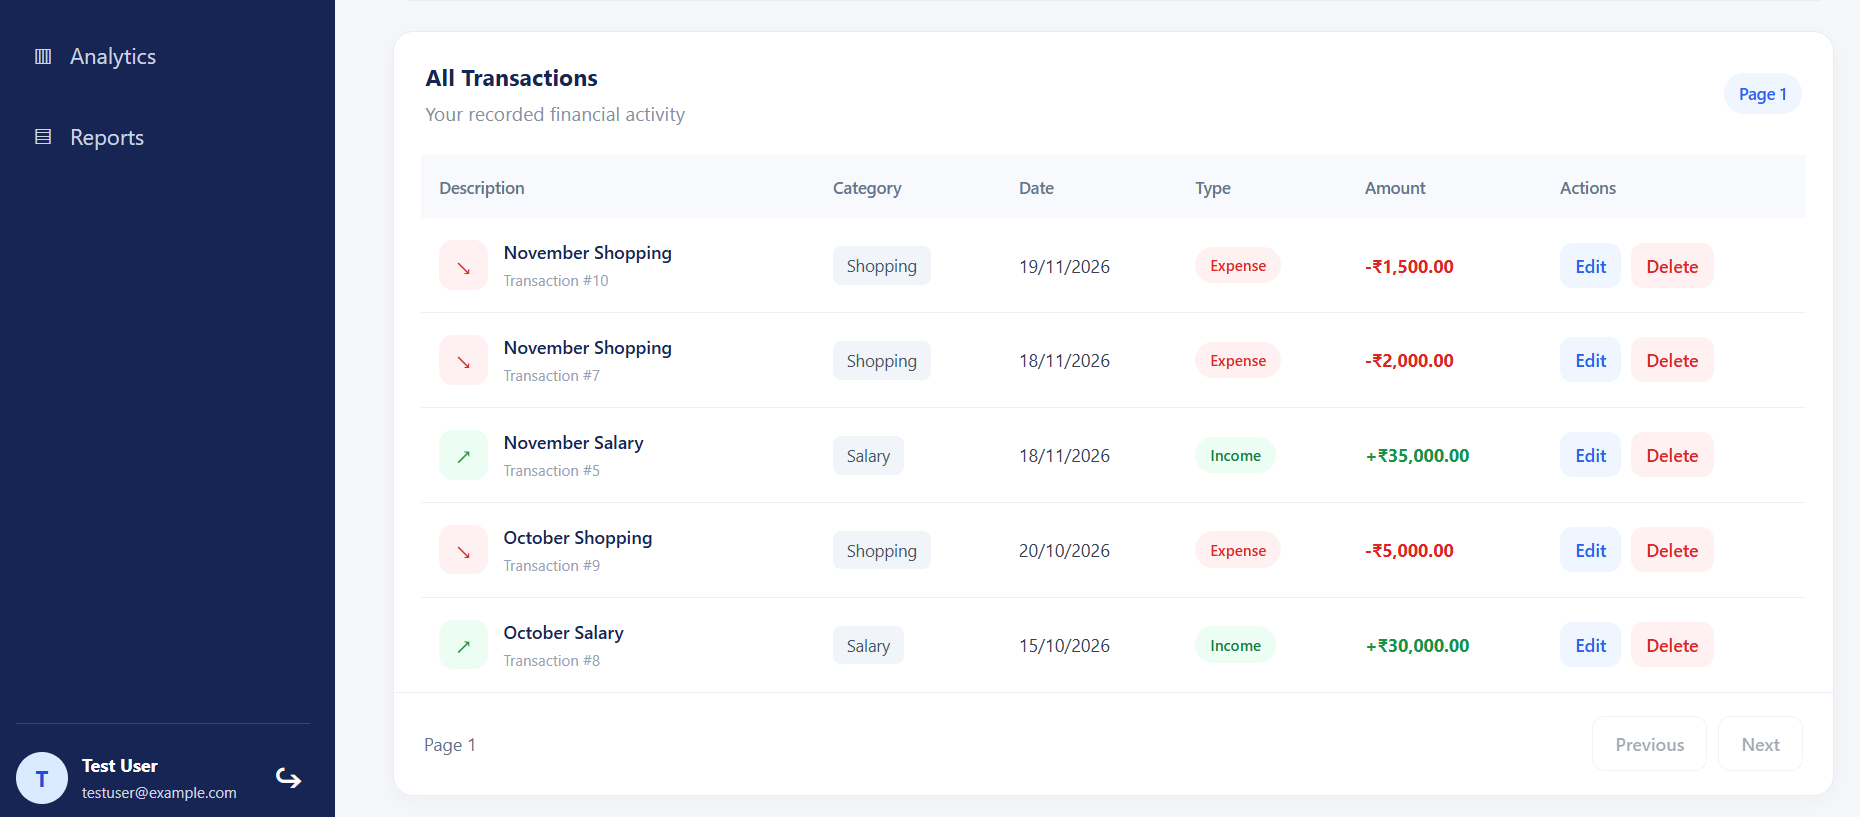 Analytics
Reports
Test User
testuser@example.com
All Transactions
Your recorded financial activity
Page 1
Description Category Date Type Amount Actions
November Shopping
Transaction #10
Shopping 19/11/2026 Expense -₹1,500.00 Edit Delete
November Shopping
Transaction #7
Shopping 18/11/2026 Expense -₹2,000.00 Edit Delete
November Salary
Transaction #5
Salary 18/11/2026 Income +₹35,000.00 Edit Delete
October Shopping
Transaction #9
Shopping 20/10/2026 Expense -₹5,000.00 Edit Delete
October Salary
Transaction #8
Salary 15/10/2026 Income +₹30,000.00 Edit Delete
Page 1
Previous Next
T